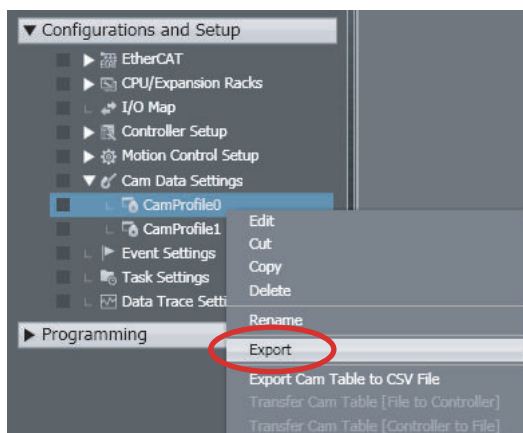 Configurations and Setup
EtherCAT
CPU/Expansion Racks
I/O Map
Controller Setup
Motion Control Setup
Cam Data Settings
CamProfile0
CamProfile1
Event Settings
Task Settings
Data Trace Setti
Programming
Edit
Cut
Copy
Delete
Rename
Export
Export Cam Table to CSV File
Transfer Cam Table [File to Controller]
Transfer Cam Table [Controller to File]